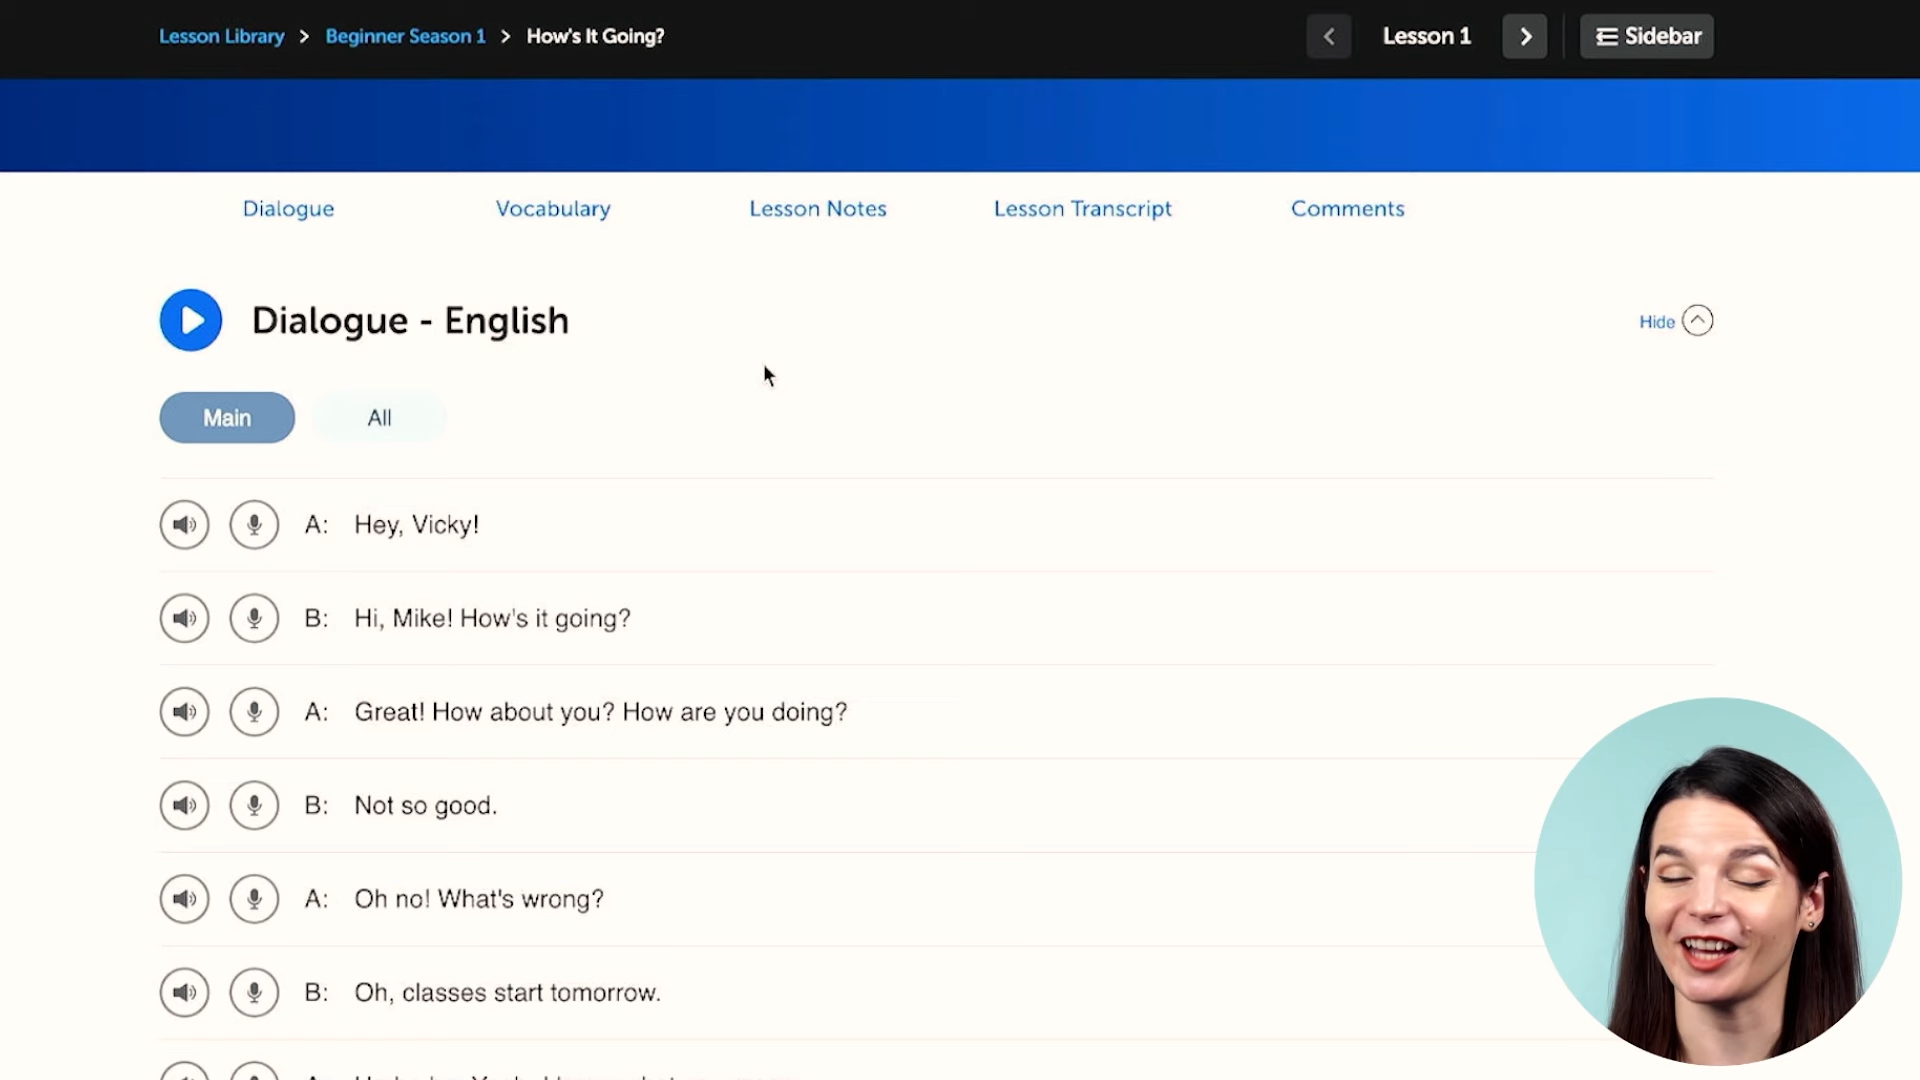 Lesson Library > Beginner Season 1 > How's It Going?
< Lesson 1 > Sidebar
Dialogue Vocabulary Lesson Notes Lesson Transcript Comments
Dialogue - English
Hide
Main All
A: Hey, Vicky!
B: Hi, Mike! How's it going?
A: Great! How about you? How are you doing?
B: Not so good.
A: Oh no! What's wrong?
B: Oh, classes start tomorrow.